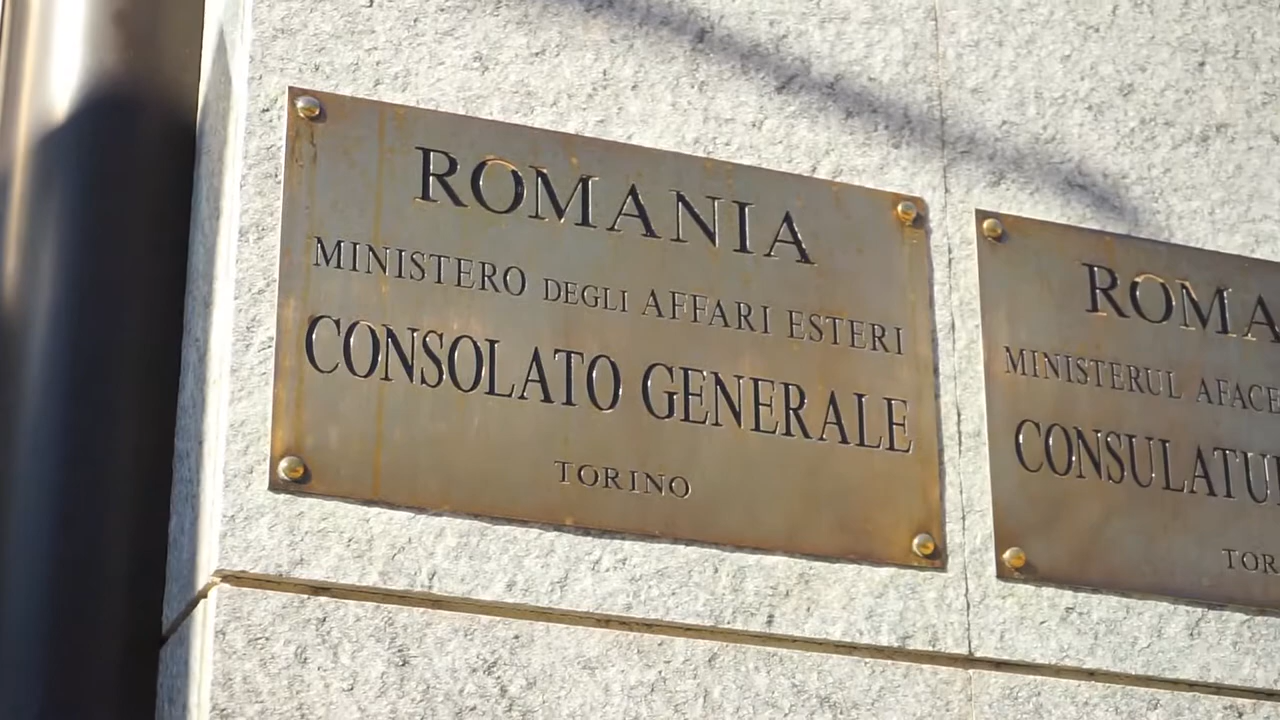 ROMANIA
MINISTERO DEGLI AFFARI ESTERI
CONSOLATO GENERALE
TORINO
ROMA
MINISTERUL AFACE
CONSULATU
TOR